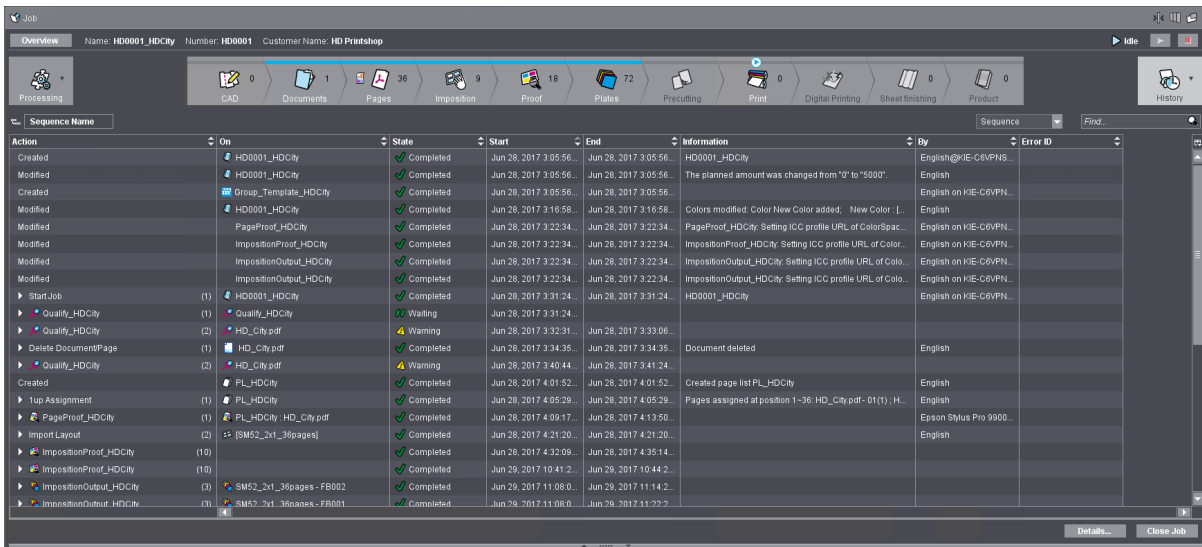 Job
Overview Name: HD0001_HDCity Number: HD0001 Customer Name: HD Printshop Idle
0 1 36 9 18 72 0 0 0
Processing CAD Documents Pages Imposition Proof Plates Precutting Print Digital Printing Sheet finishing Product History
Sequence Name Sequence Find...
Action On State Start End Information By Error ID
Created HD0001_HDCity Completed Jun 28, 2017 3:05:56... Jun 28, 2017 3:05:56... HD0001_HDCity English@KIE-C6VPNS...
Modified HD0001_HDCity Completed Jun 28, 2017 3:05:56... Jun 28, 2017 3:05:56... The planned amount was changed from "0" to "5000". English
Created Group_Template_HDCity Completed Jun 28, 2017 3:05:56... Jun 28, 2017 3:05:56... English on KIE-C6VPN...
Modified HD0001_HDCity Completed Jun 28, 2017 3:16:58... Jun 28, 2017 3:16:58... Colors modified: Color New Color added; New Color : [... English
Modified PageProof_HDCity Completed Jun 28, 2017 3:22:34... Jun 28, 2017 3:22:34... PageProof_HDCity: Setting ICC profile URL of ColorSpac... English on KIE-C6VPN...
Modified ImpositionProof_HDCity Completed Jun 28, 2017 3:22:34... Jun 28, 2017 3:22:34... ImpositionProof_HDCity: Setting ICC profile URL of Color... English on KIE-C6VPN...
Modified ImpositionOutput_HDCity Completed Jun 28, 2017 3:22:34... Jun 28, 2017 3:22:34... ImpositionOutput_HDCity: Setting ICC profile URL of Colo... English on KIE-C6VPN...
Modified ImpositionOutput_HDCity Completed Jun 28, 2017 3:22:34... Jun 28, 2017 3:22:34... ImpositionOutput_HDCity: Setting ICC profile URL of Colo... English on KIE-C6VPN...
Start Job (1) HD0001_HDCity Completed Jun 28, 2017 3:31:24... Jun 28, 2017 3:31:24... HD0001_HDCity English on KIE-C6VPN...
Qualify_HDCity (1) Qualify_HDCity Waiting Jun 28, 2017 3:31:24...
Qualify_HDCity (2) HD_City.pdf Warning Jun 28, 2017 3:32:31... Jun 28, 2017 3:33:06...
Delete Document/Page (1) HD_City.pdf Completed Jun 28, 2017 3:34:35... Jun 28, 2017 3:34:35... Document deleted English
Qualify_HDCity (2) HD_City.pdf Warning Jun 28, 2017 3:40:44... Jun 28, 2017 3:41:24...
Created PL_HDCity Completed Jun 28, 2017 4:01:52... Jun 28, 2017 4:01:52... Created page list PL_HDCity English
1up Assignment (1) PL_HDCity Completed Jun 28, 2017 4:05:29... Jun 28, 2017 4:05:29... Pages assigned at position 1~36: HD_City.pdf - 01(1) ; H... English
PageProof_HDCity (1) PL_HDCity : HD_City.pdf Completed Jun 28, 2017 4:09:17... Jun 28, 2017 4:13:50... Epson Stylus Pro 9900...
Import Layout (2) [SM52_2x1_36pages] Completed Jun 28, 2017 4:21:20... Jun 28, 2017 4:21:20... English
ImpositionProof_HDCity (10) Completed Jun 28, 2017 4:32:09... Jun 28, 2017 4:35:14...
ImpositionProof_HDCity (10) Completed Jun 29, 2017 10:41:2... Jun 29, 2017 10:44:2...
ImpositionOutput_HDCity (3) SM52_2x1_36pages - FB002 Completed Jun 29, 2017 11:08:0... Jun 29, 2017 11:14:2...
ImpositionOutput_HDCity (3) SM52_2x1_36pages - FB001 Completed Jun 29, 2017 11:08:0... Jun 29, 2017 11:22:2...
Details... Close Job